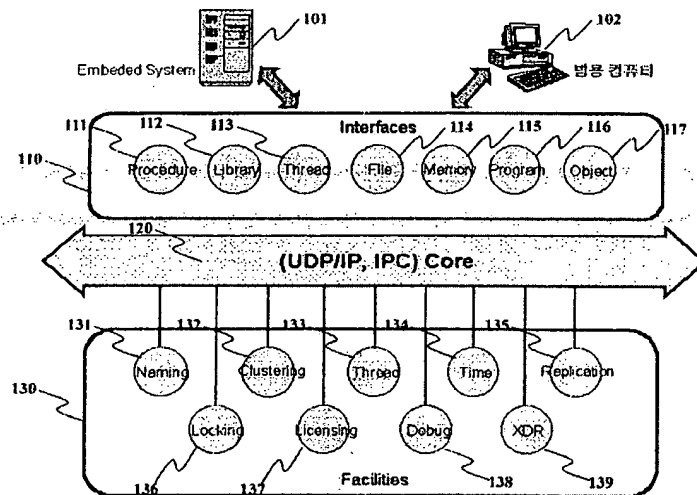 101
102
Embeded System
범용 컴퓨터
111
112
113
Interfaces
114
115
116
117
110
Procedure
Library
Thread
File
Memory
Program
Object
120
(UDP/IP, IPC) Core
131
132
133
134
135
130
Naming
Clustering
Thread
Time
Replication
Locking
Licensing
Debug
XDR
136
137
Facilities
138
139